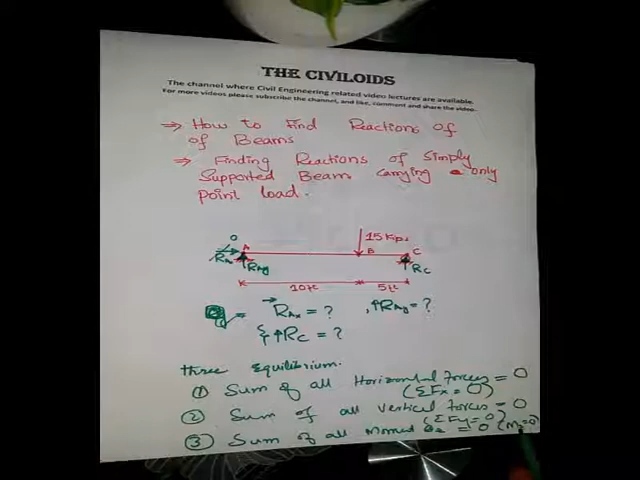 THE CIVILOIDS
The channel where Civil Engineering related video lectures are available.
For more videos please subscribe the channel, and like, comment and share the video.
⇒ How to Find Reactions of
of Beams
⇒ Finding Reactions of Simply
Supported Beam Carrying only
point load.
0
15 Kips
A
B
C
RAx
RAy
RC
10ft
5ft
RAx = ? , ↑RAy = ?
↑RC = ?
three Equilibrium.
① Sum of all Horizontal forces = 0
(ΣFx = 0)
② Sum of all vertical forces = 0
(ΣFy = 0)
③ Sum of all = 0